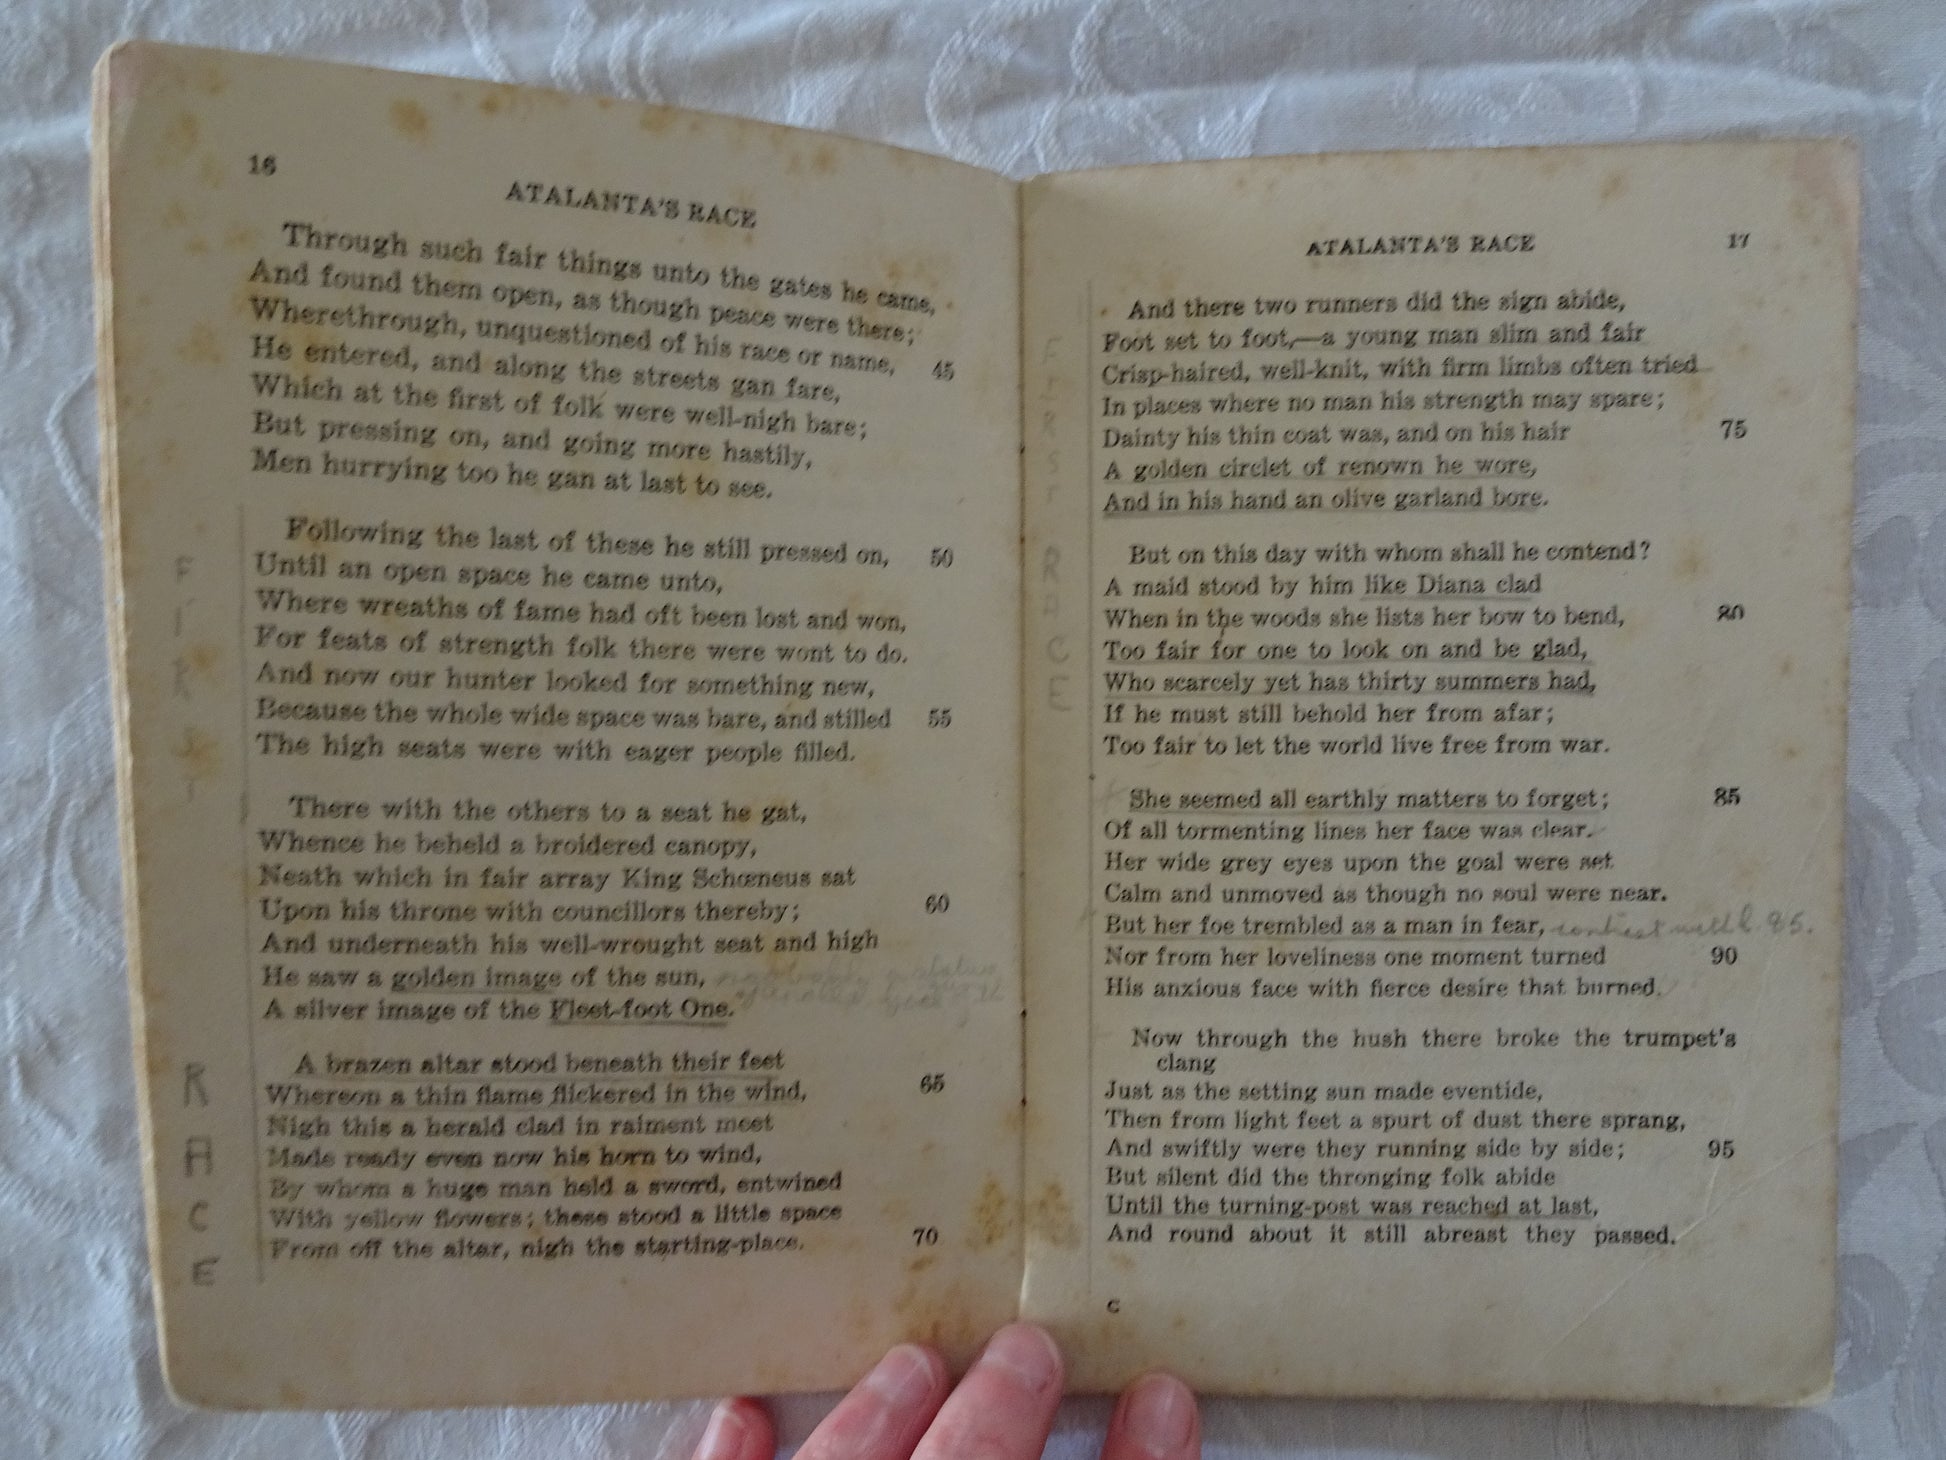 16
ATALANTA'S RACE
Through such fair things unto the gates he came,
And found them open, as though peace were there;
Wherethrough, unquestioned of his race or name,
He entered, and along the streets gan fare, 45
Which at the first of folk were well-nigh bare;
But pressing on, and going more hastily,
Men hurrying too he gan at last to see.
Following the last of these he still pressed on, 50
Until an open space he came unto,
Where wreaths of fame had oft been lost and won,
For feats of strength folk there were wont to do.
And now our hunter looked for something new,
Because the whole wide space was bare, and stilled 55
The high seats were with eager people filled.
There with the others to a seat he gat,
Whence he beheld a broidered canopy,
Neath which in fair array King Schœneus sat
Upon his throne with councillors thereby; 60
And underneath his well-wrought seat and high
He saw a golden image of the sun,
A silver image of the Fleet-foot One.
A brazen altar stood beneath their feet
Whereon a thin flame flickered in the wind, 65
Nigh this a herald clad in raiment meet
Made ready even now his horn to wind,
By whom a huge man held a sword, entwined
With yellow flowers; these stood a little space
From off the altar, nigh the starting-place. 70
FIRST
RACE
ATALANTA'S RACE 17
And there two runners did the sign abide,
Foot set to foot,—a young man slim and fair
Crisp-haired, well-knit, with firm limbs often tried
In places where no man his strength may spare;
Dainty his thin coat was, and on his hair 75
A golden circlet of renown he wore,
And in his hand an olive garland bore.
But on this day with whom shall he contend?
A maid stood by him like Diana clad
When in the woods she lists her bow to bend, 80
Too fair for one to look on and be glad,
Who scarcely yet has thirty summers had,
If he must still behold her from afar;
Too fair to let the world live free from war.
She seemed all earthly matters to forget; 85
Of all tormenting lines her face was clear.
Her wide grey eyes upon the goal were set
Calm and unmoved as though no soul were near.
But her foe trembled as a man in fear, l. 85.
Nor from her loveliness one moment turned 90
His anxious face with fierce desire that burned.
Now through the hush there broke the trumpet's
clang
Just as the setting sun made eventide,
Then from light feet a spurt of dust there sprang,
And swiftly were they running side by side; 95
But silent did the thronging folk abide
Until the turning-post was reached at last,
And round about it still abreast they passed.
C
FIRST
RACE